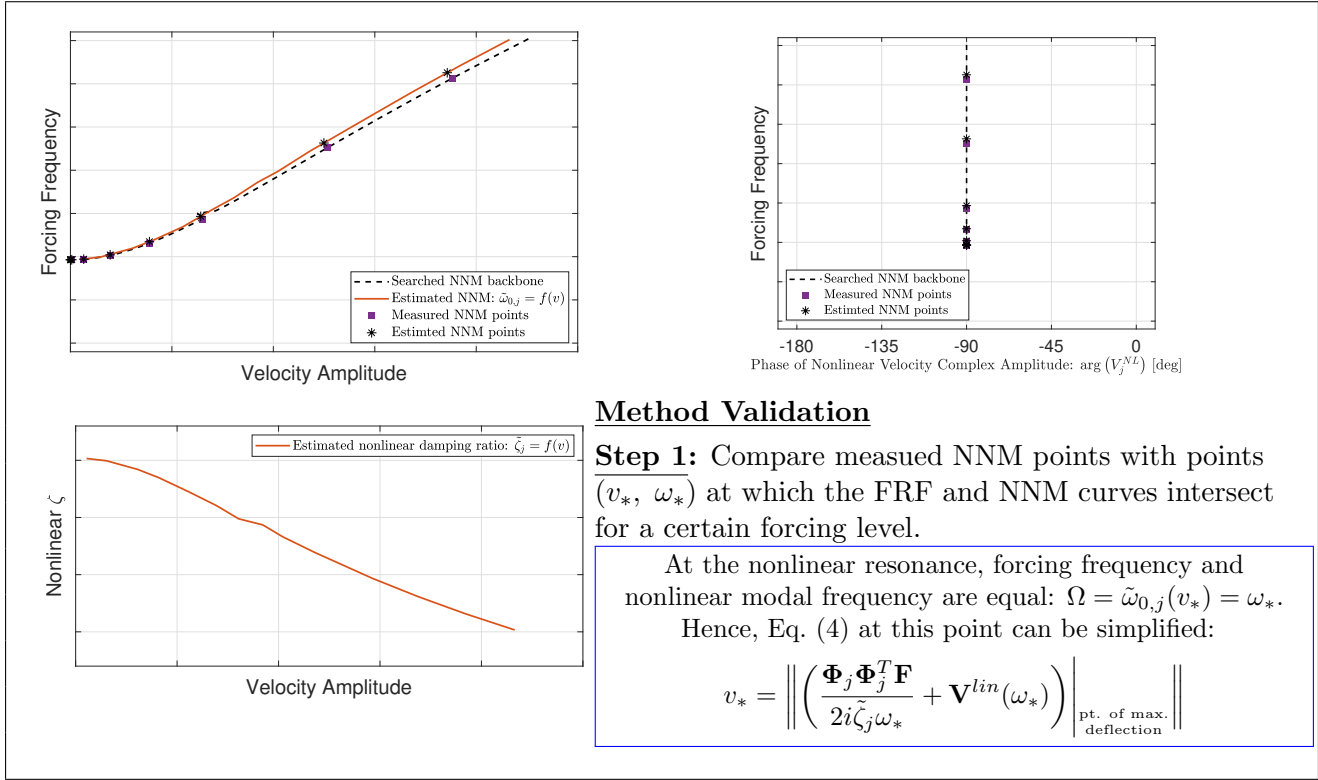 Forcing Frequency
Searched NNM backbone
Estimated NNM: ω̃₀,ⱼ = f(v)
Measured NNM points
Estimted NNM points
Velocity Amplitude
Forcing Frequency
Searched NNM backbone
Measured NNM points
Estimted NNM points
-180 -135 -90 -45 0
Phase of Nonlinear Velocity Complex Amplitude: arg (Vⱼᴺᴸ) [deg]
Nonlinear ζ
Estimated nonlinear damping ratio: ζ̃ⱼ = f(v)
Velocity Amplitude
Method Validation
Step 1: Compare measued NNM points with points
(v∗, ω∗) at which the FRF and NNM curves intersect
for a certain forcing level.
At the nonlinear resonance, forcing frequency and
nonlinear modal frequency are equal: Ω = ω̃₀,ⱼ(v∗) = ω∗.
Hence, Eq. (4) at this point can be simplified:
v∗ = ‖ ( Φⱼ Φⱼᵀ F / 2iζ̃ⱼω∗ + Vˡⁱⁿ(ω∗) ) | pt. of max. deflection ‖